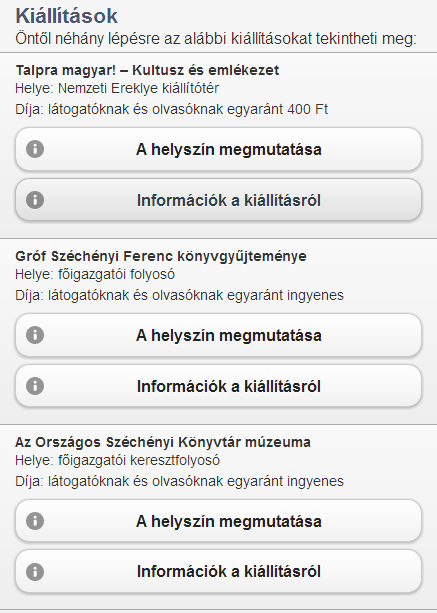 Kiállítások
Öntől néhány lépésre az alábbi kiállításokat tekintheti meg:
Talpra magyar! – Kultusz és emlékezet
Helye: Nemzeti Ereklye kiállítótér
Díja: látogatóknak és olvasóknak egyaránt 400 Ft
A helyszín megmutatása
Információk a kiállításról
Gróf Széchényi Ferenc könyvgyűjteménye
Helye: főigazgatói folyosó
Díja: látogatóknak és olvasóknak egyaránt ingyenes
A helyszín megmutatása
Információk a kiállításról
Az Országos Széchényi Könyvtár múzeuma
Helye: főigazgatói keresztfolyosó
Díja: látogatóknak és olvasóknak egyaránt ingyenes
A helyszín megmutatása
Információk a kiállításról